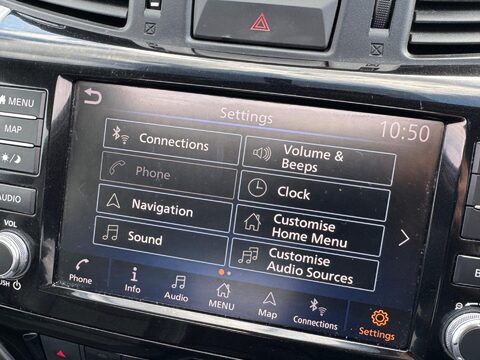 MENU
MAP
AUDIO
VOL
PUSH
Settings
10:50
Connections
Phone
Navigation
Sound
Volume &
Beeps
Clock
Customise
Home Menu
Customise
Audio Sources
Phone
Info
Audio
MENU
Map
Connections
Settings